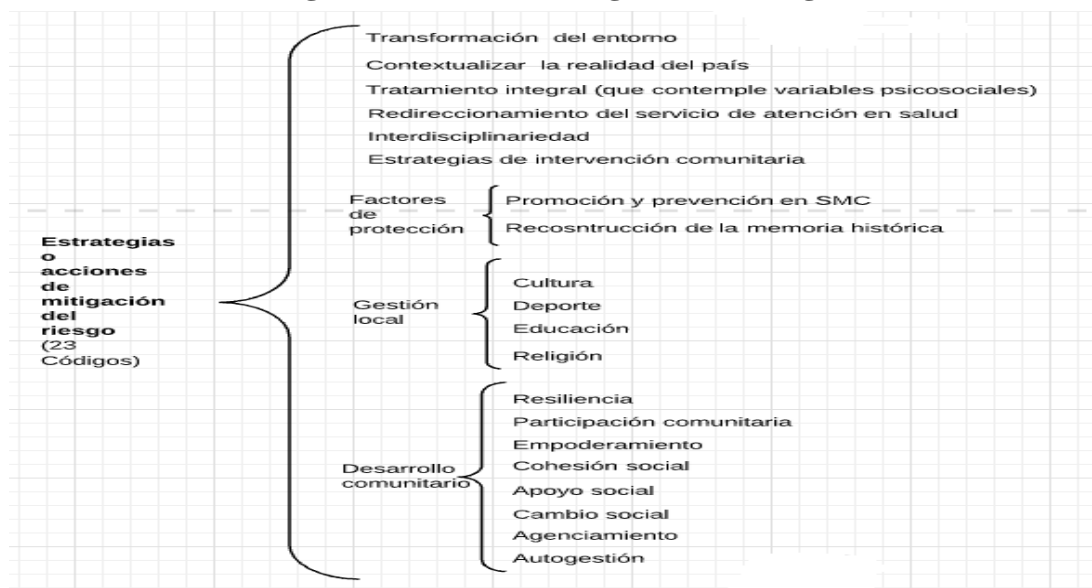 Transformación del entorno
Contextualizar la realidad del país
Tratamiento integral (que contemple variables psicosociales)
Redireccionamiento del servicio de atención en salud
Interdisciplinariedad
Estrategias de intervención comunitaria
Factores
de
protección
Promoción y prevención en SMC
Recosntrucción de la memoria histórica
Estrategias
o
acciones
de
mitigación
del
riesgo
(23
Códigos)
Gestión
local
Cultura
Deporte
Educación
Religión
Desarrollo
comunitario
Resiliencia
Participación comunitaria
Empoderamiento
Cohesión social
Apoyo social
Cambio social
Agenciamiento
Autogestión